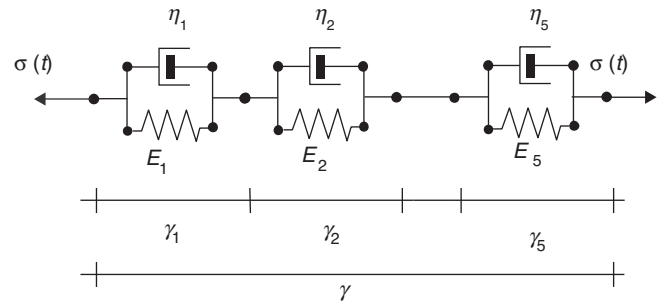 η₁ η₂ η₅
σ (t) σ (t)
E₁ E₂ E₅
γ₁ γ₂ γ₅
γ